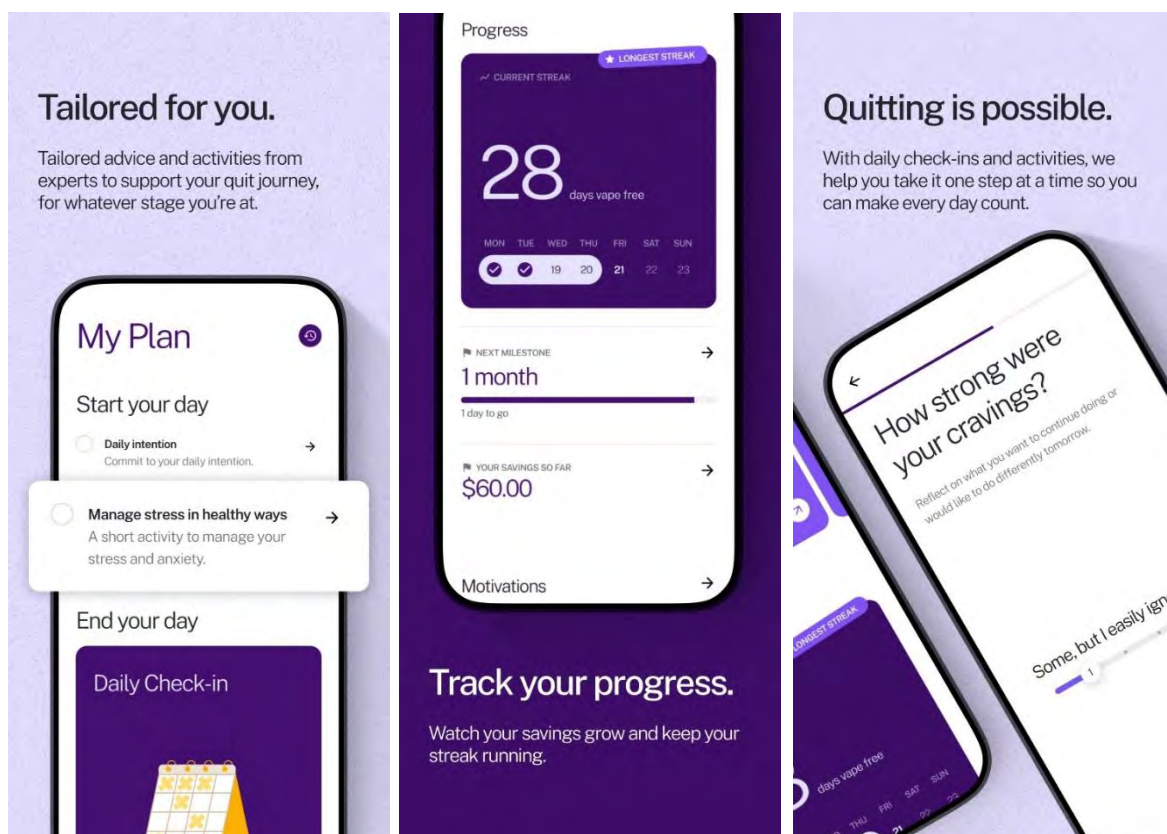 Tailored for you.
Tailored advice and activities from
experts to support your quit journey,
for whatever stage you're at.
My Plan
Start your day
Daily intention
Commit to your daily intention.
Manage stress in healthy ways
A short activity to manage your
stress and anxiety.
End your day
Daily Check-in
Progress
LONGEST STREAK
CURRENT STREAK
28 days vape free
MON TUE WED THU FRI SAT SUN
19 20 21 22 23
NEXT MILESTONE
1 month
1 day to go
YOUR SAVINGS SO FAR
$60.00
Motivations
Track your progress.
Watch your savings grow and keep your
streak running.
Quitting is possible.
With daily check-ins and activities, we
help you take it one step at a time so you
can make every day count.
How strong were
your cravings?
Reflect on what you want to continue doing or
would like to do differently tomorrow.
Some, but I easily ign
1
LONGEST STREAK
days vape free
THU FRI SAT SUN
21 22 23